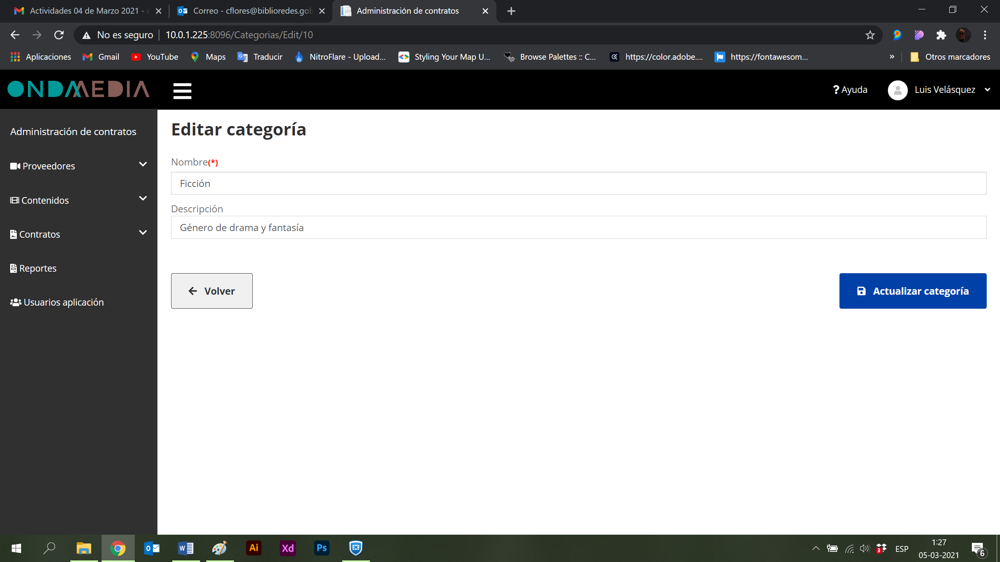 Actividades 04 de Marzo 2021 -
Correo - cflores@biblioredes.gob
Administración de contratos
No es seguro
10.0.1.225:8096/Categorias/Edit/10
Aplicaciones
Gmail
YouTube
Maps
Traducir
NitroFlare - Upload...
Styling Your Map U...
Browse Palettes :: C...
https://color.adobe....
https://fontawesom...
»
Otros marcadores
ONDAMEDIA
? Ayuda
Luis Velásquez
Administración de contratos
Proveedores
Contenidos
Contratos
Reportes
Usuarios aplicación
Editar categoría
Nombre(*)
Ficción
Descripción
Género de drama y fantasía
Volver
Actualizar categoría
Ai
Xd
Ps
3
ESP
1:27
05-03-2021
6